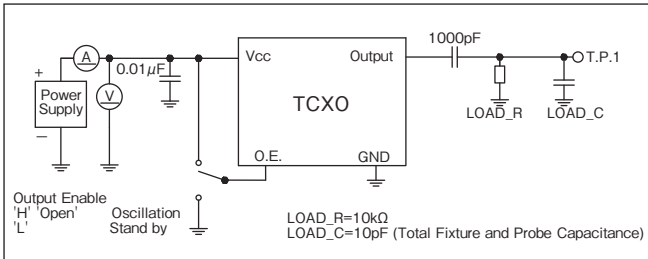 1000pF
A
Vcc
Output
T.P.1
0.01μF
+
Power
Supply
V
TCXO
−
LOAD_R
LOAD_C
O.E.
GND
Output Enable
'H' 'Open' Oscillation
'L' Stand by
LOAD_R=10kΩ
LOAD_C=10pF (Total Fixture and Probe Capacitance)